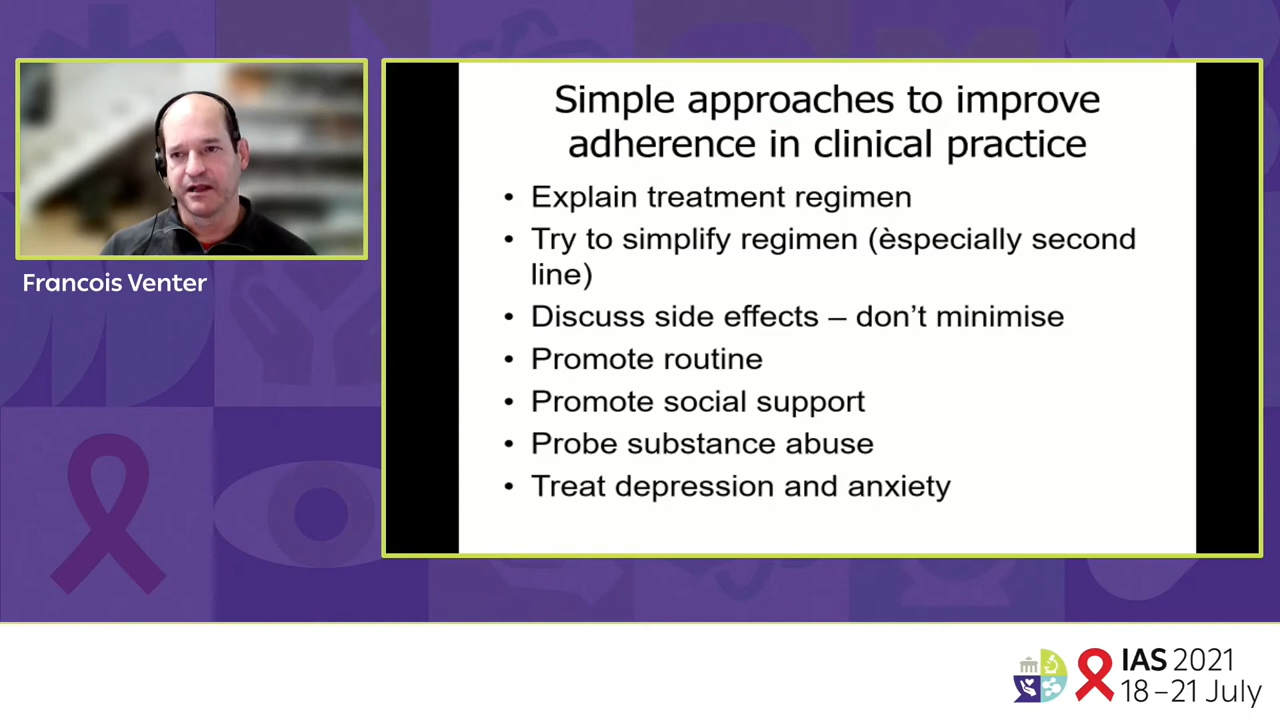 Francois Venter
Simple approaches to improve
adherence in clinical practice
• Explain treatment regimen
• Try to simplify regimen (èspecially second
line)
• Discuss side effects – don’t minimise
• Promote routine
• Promote social support
• Probe substance abuse
• Treat depression and anxiety
IAS 2021
18 – 21 July